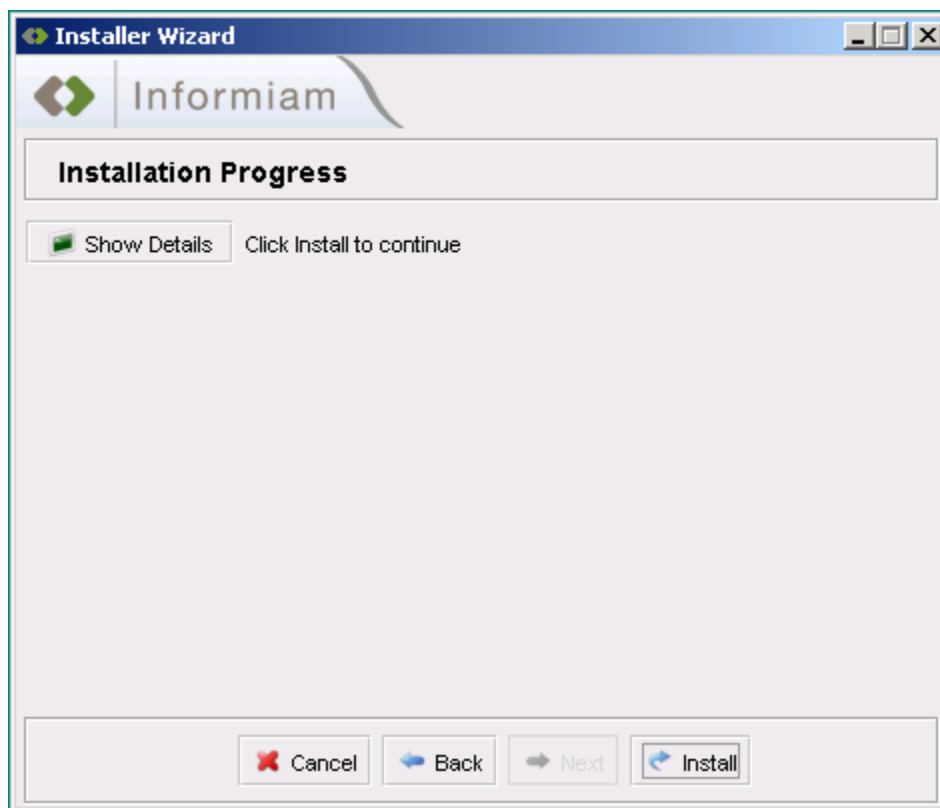 Installer Wizard
Informiam
Installation Progress
Show Details Click Install to continue
Cancel Back Next Install